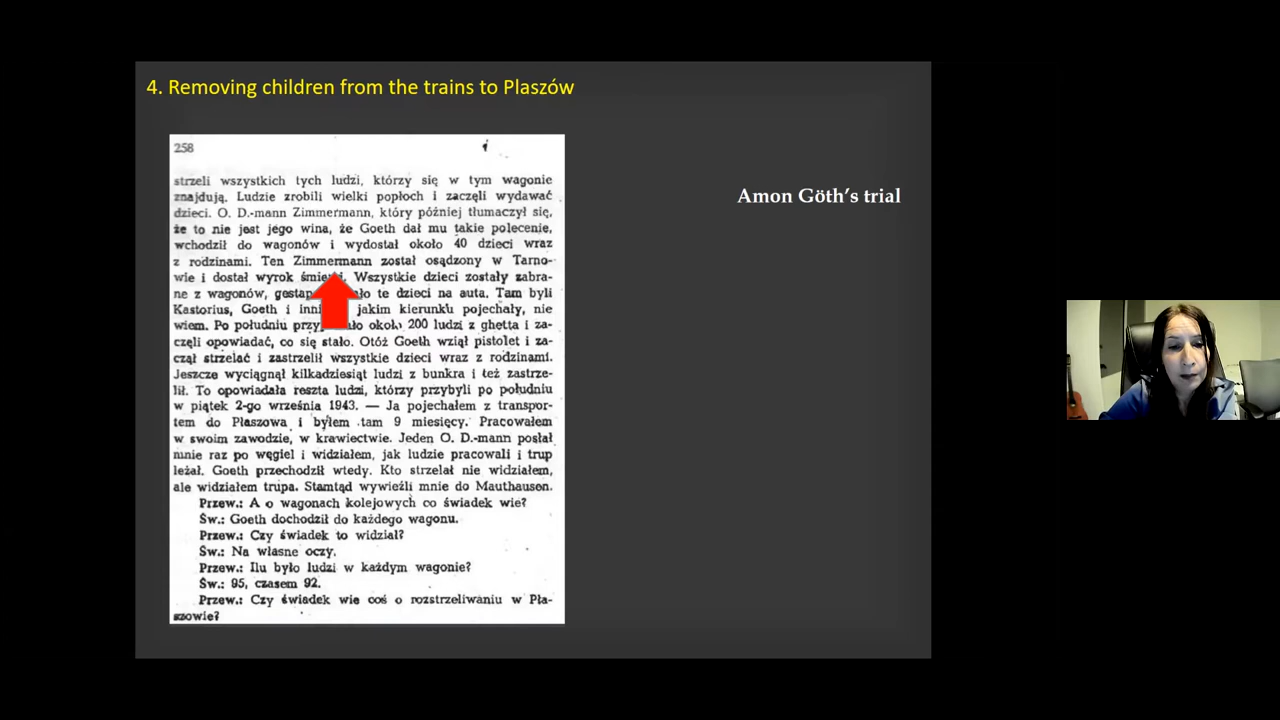 4. Removing children from the trains to Plaszów
258
strzeli wszystkich tych ludzi, którzy się w tym wagonie
znajdują. Ludzie zrobili wielki popłoch i zaczęli wydawać
dzieci. O. D.-mann Zimmermann, który później tłumaczył się,
że to nie jest jego wina, że Goeth dał mu takie polecenie,
wchodził do wagonów i wydostał około 40 dzieci wraz
z rodzinami. Ten Zimmermann został osądzony w Tarno-
wie i dostał wyrok Wszystkie dzieci zostały zabra-
ne z wagonów, te dzieci na auta. Tam byli
Kastorius, Goeth i jakim kierunku pojechały, nie
wiem. Po południu około 200 ludzi z ghetta i za-
częli opowiadać, co się stało. Otóż Goeth wziął pistolet i za-
czął strzelać i zastrzelił wszystkie dzieci wraz z rodzinami.
Jeszcze wyciągnął kilkadziesiąt ludzi z bunkra i też zastrze-
lił. To opowiadała reszta ludzi, którzy przybyli po południu
w piątek 2-go września 1943. — Ja pojechałem z transpor-
tem do Płaszowa i byłem tam 9 miesięcy. Pracowałem
w swoim zawodzie, w krawiectwie. Jeden O. D.-mann posłał
mnie raz po węgiel i widziałem, jak ludzie pracowali i trup
leżał. Goeth przechodził wtedy. Kto strzelał nie widziałem,
ale widziałem trupa. Stamtąd wywieźli mnie do Mauthausen.
Przew.: A o wagonach kolejowych co świadek wie?
Św.: Goeth dochodził do każdego wagonu.
Przew.: Czy świadek to widział?
Św.: Na własne oczy.
Przew.: Ilu było ludzi w każdym wagonie?
Św.: 95, czasem 92.
Przew.: Czy świadek wie coś o rozstrzeliwaniu w Pła-
szowie?
Amon Göth's trial